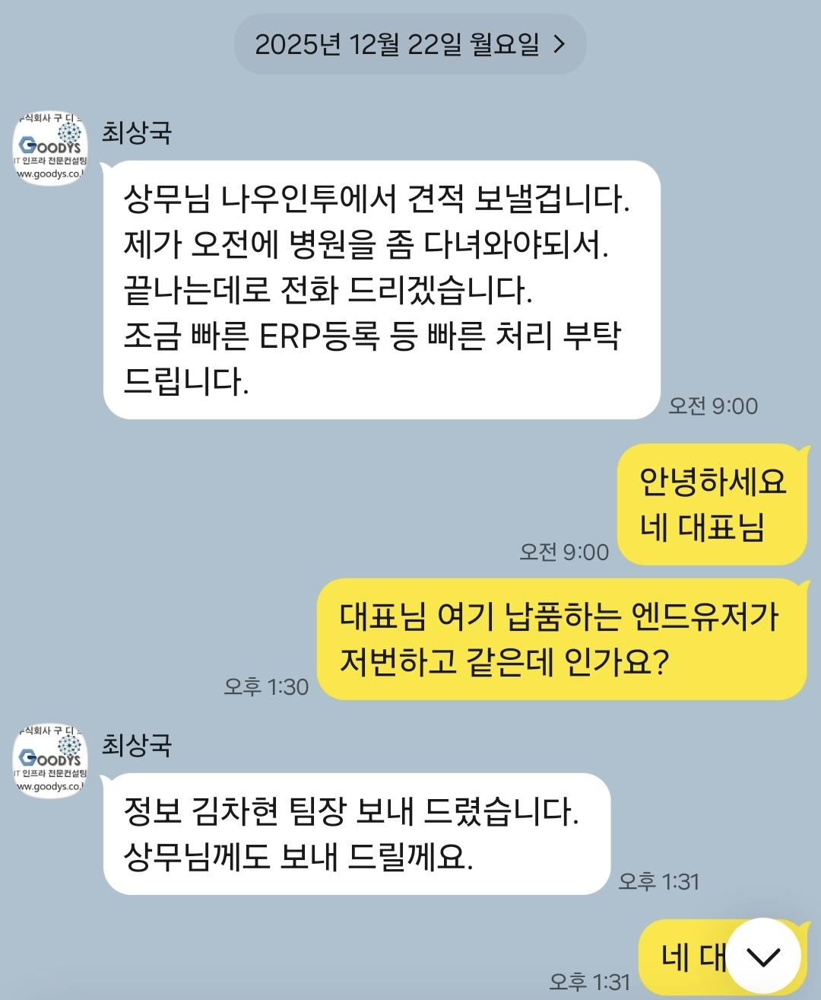 2025년 12월 22일 월요일
식회사 구 디
GOODYS
IT 인프라 전문컨설팅
ww.goodys.co.
최상국
상무님 나우인투에서 견적 보낼겁니다.
제가 오전에 병원을 좀 다녀와야되서.
끝나는데로 전화 드리겠습니다.
조금 빠른 ERP등록 등 빠른 처리 부탁
드립니다.
오전 9:00
안녕하세요
네 대표님
오전 9:00
대표님 여기 납품하는 엔드유저가
저번하고 같은데 인가요?
오후 1:30
식회사 구 디
GOODYS
IT 인프라 전문컨설팅
ww.goodys.co.
최상국
정보 김차현 팀장 보내 드렸습니다.
상무님께도 보내 드릴께요.
오후 1:31
네 대
오후 1:31